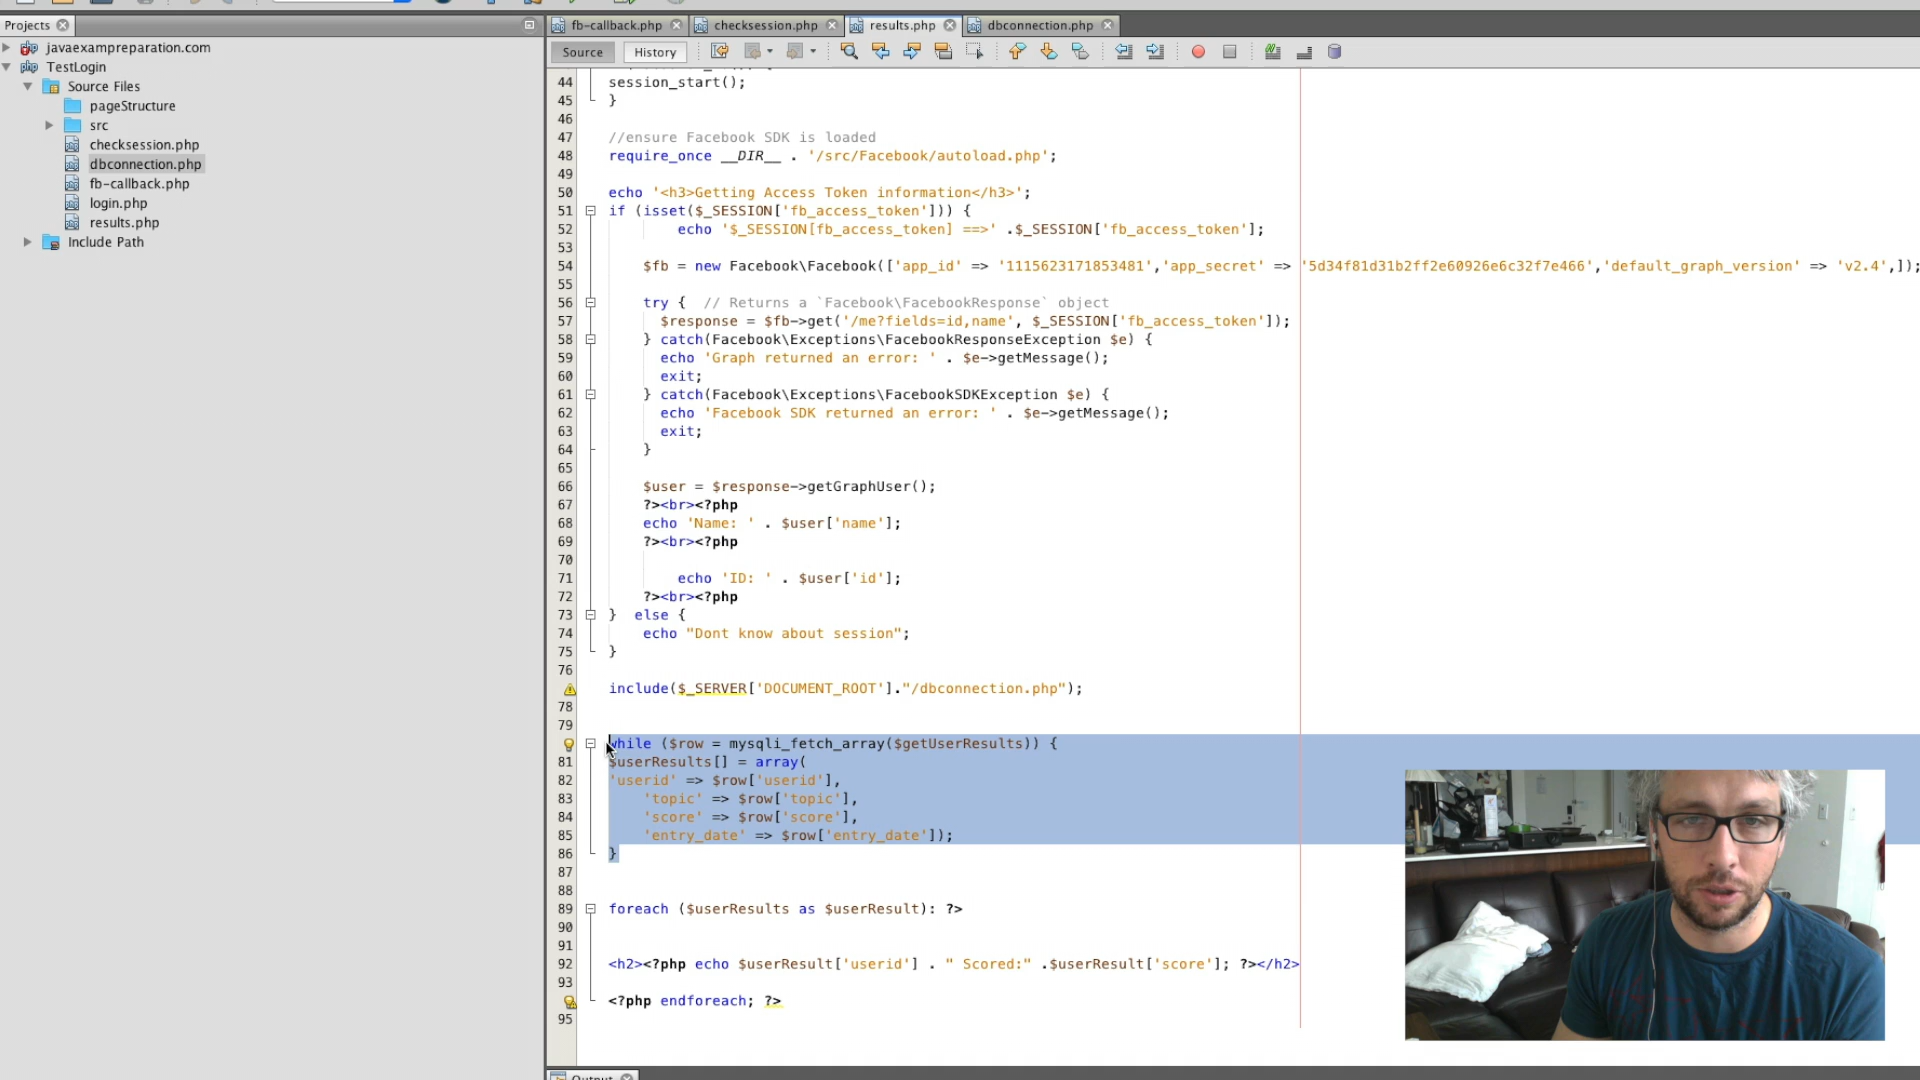 Projects
javaexampreparation.com
TestLogin
Source Files
pageStructure
src
checksession.php
dbconnection.php
fb-callback.php
login.php
results.php
Include Path
fb-callback.php
checksession.php
results.php
dbconnection.php
Source
History
44 session_start();
45 }
46
47 //ensure Facebook SDK is loaded
48 require_once __DIR__ . '/src/Facebook/autoload.php';
49
50 echo '<h3>Getting Access Token information</h3>';
51 if (isset($_SESSION['fb_access_token'])) {
52 echo '$_SESSION[fb_access_token] ==>' .$_SESSION['fb_access_token'];
53
54 $fb = new Facebook\Facebook(['app_id' => '1115623171853481','app_secret' => '5d34f81d31b2ff2e60926e6c32f7e466','default_graph_version' => 'v2.4',]);
55
56 try { // Returns a `Facebook\FacebookResponse` object
57 $response = $fb->get('/me?fields=id,name', $_SESSION['fb_access_token']);
58 } catch(Facebook\Exceptions\FacebookResponseException $e) {
59 echo 'Graph returned an error: ' . $e->getMessage();
60 exit;
61 } catch(Facebook\Exceptions\FacebookSDKException $e) {
62 echo 'Facebook SDK returned an error: ' . $e->getMessage();
63 exit;
64 }
65
66 $user = $response->getGraphUser();
67 ?><br><?php
68 echo 'Name: ' . $user['name'];
69 ?><br><?php
70
71 echo 'ID: ' . $user['id'];
72 ?><br><?php
73 } else {
74 echo "Dont know about session";
75 }
76
include($_SERVER['DOCUMENT_ROOT']."/dbconnection.php");
78
79
while ($row = mysqli_fetch_array($getUserResults)) {
81 $userResults[] = array(
82 'userid' => $row['userid'],
83 'topic' => $row['topic'],
84 'score' => $row['score'],
85 'entry_date' => $row['entry_date']);
86 }
87
88
89 foreach ($userResults as $userResult): ?>
90
91
92 <h2><?php echo $userResult['userid'] . " Scored:" .$userResult['score']; ?></h2>
93
<?php endforeach; ?>
95
Output